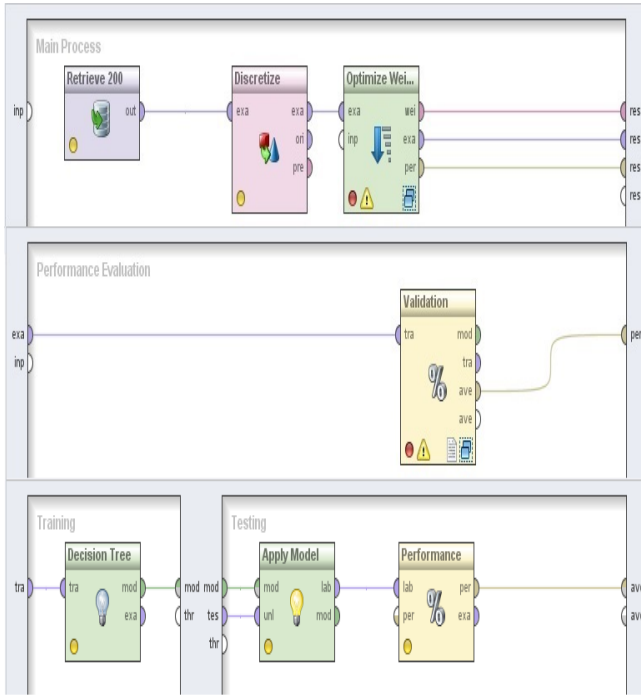 Main Process
Retrieve 200
Discretize
Optimize Wei...
inp
out
exa
exa
exa
wei
res
ori
inp
exa
res
pre
per
res
res
Performance Evaluation
Validation
exa
tra
mod
per
inp
tra
ave
ave
Training
Testing
Decision Tree
Apply Model
Performance
tra
tra
mod
mod
mod
mod
lab
lab
per
ave
exa
thr
tes
unl
mod
per
exa
ave
thr